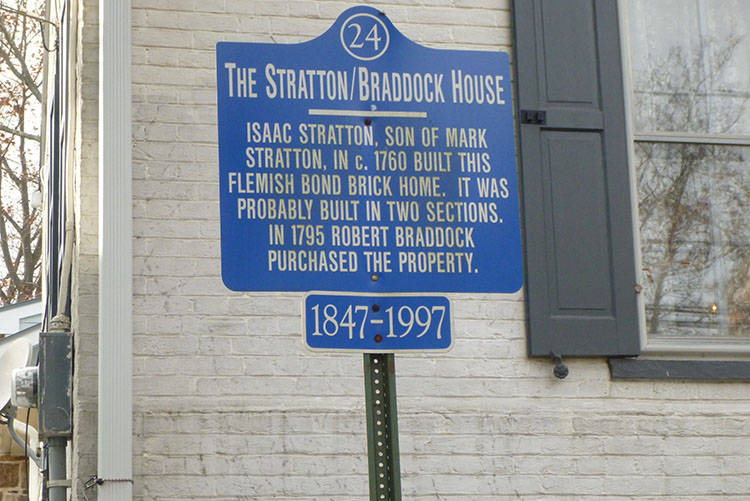 24
THE STRATTON/BRADDOCK HOUSE
ISAAC STRATTON, SON OF MARK
STRATTON, IN c. 1760 BUILT THIS
FLEMISH BOND BRICK HOME. IT WAS
PROBABLY BUILT IN TWO SECTIONS.
IN 1795 ROBERT BRADDOCK
PURCHASED THE PROPERTY.
1847-1997